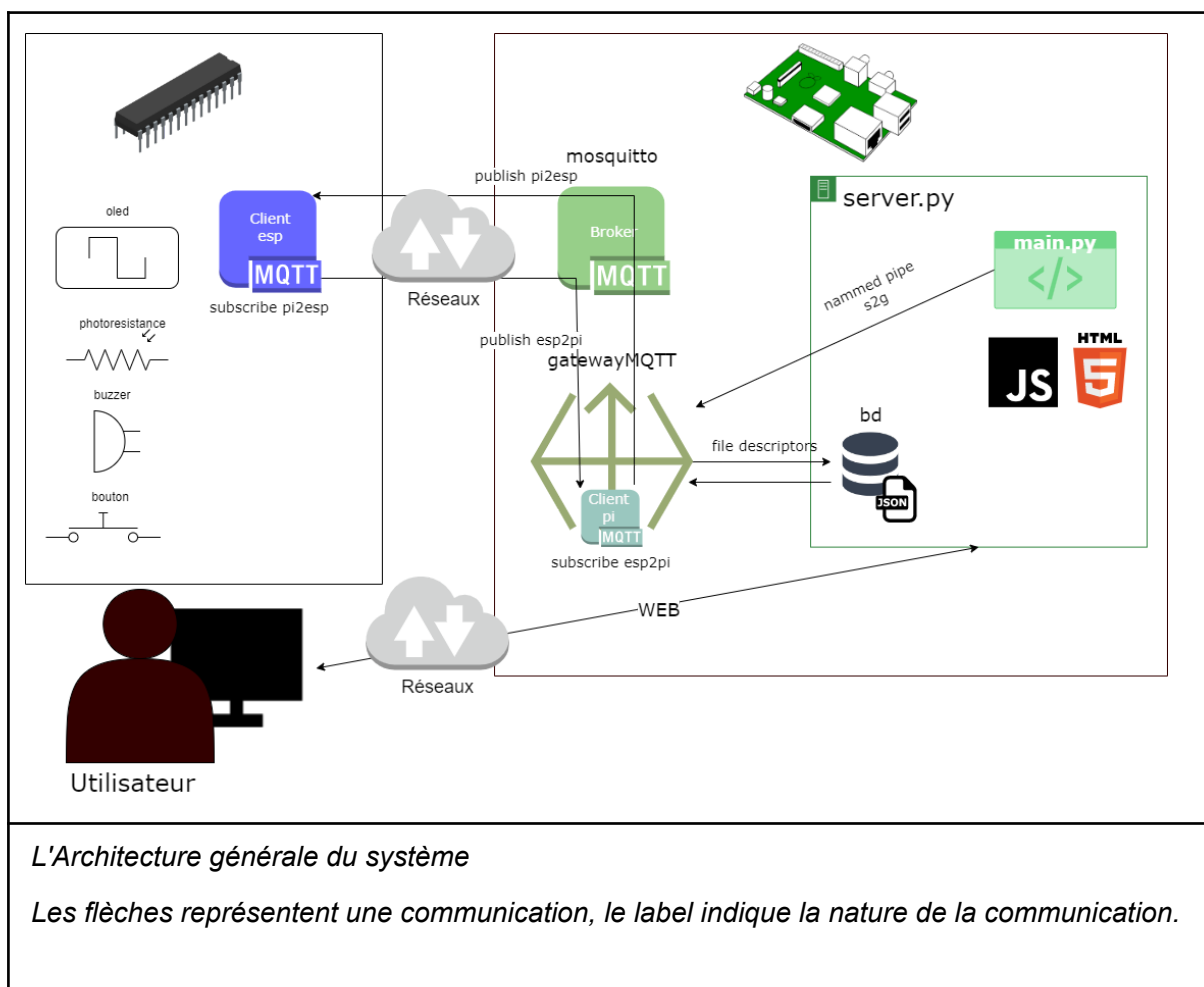 mosquitto
publish pi2esp
server.py
oled
Client
esp
MQTT
subscribe pi2esp
Réseaux
Broker
MQTT
main.py
</>
nammed pipe
s2g
photoresistance
publish esp2pi
gatewayMQTT
JS
HTML
5
buzzer
bd
file descriptors
JSON
bouton
Client
pi
MQTT
subscribe esp2pi
WEB
Réseaux
Utilisateur
L'Architecture générale du système
Les flèches représentent une communication, le label indique la nature de la communication.